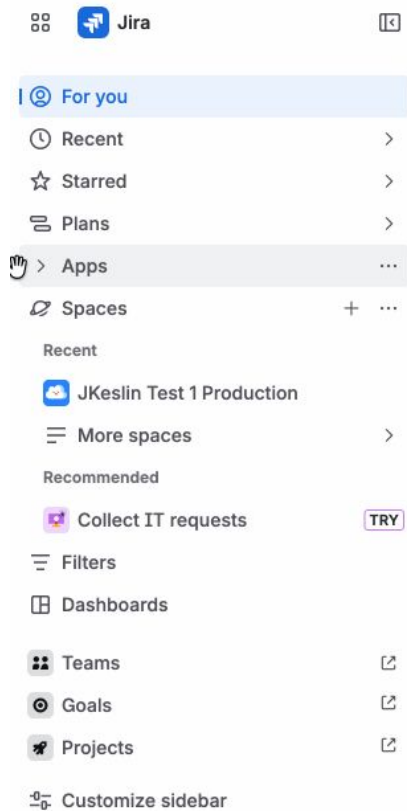 Jira
For you
Recent
Starred
Plans
Apps
Spaces
Recent
JKeslin Test 1 Production
More spaces
Recommended
Collect IT requests TRY
Filters
Dashboards
Teams
Goals
Projects
Customize sidebar